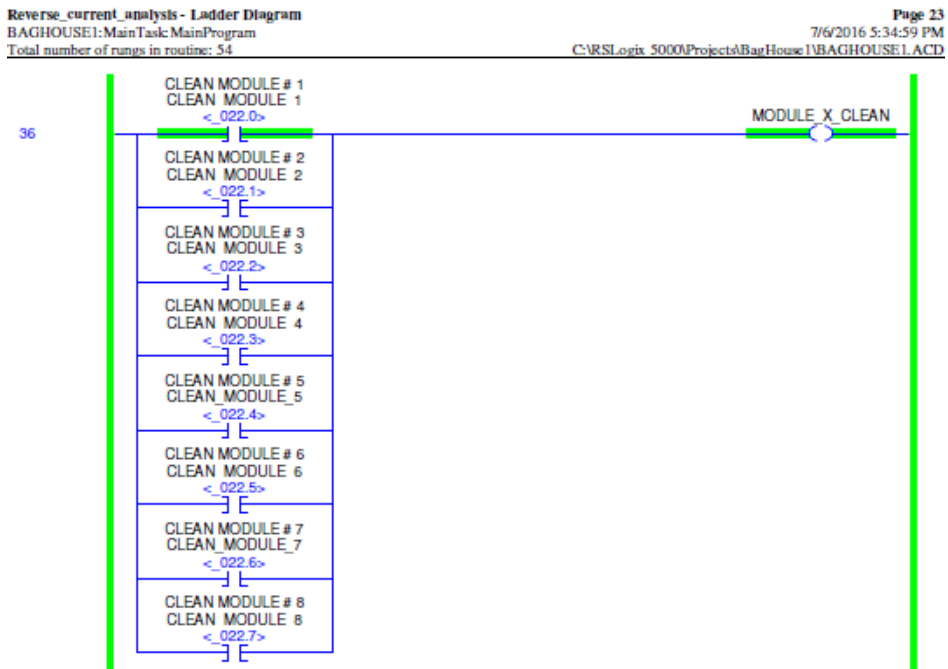 Reverse_current_analysis - Ladder Diagram
Page 23
BAGHOUSE1:MainTask:MainProgram
7/6/2016 5:34:59 PM
Total number of rungs in routine: 54
C:\RSLogix 5000\Projects\BagHouse1\BAGHOUSE1.ACD
CLEAN MODULE # 1
CLEAN_MODULE_1
<_022.0>
MODULE_X_CLEAN
36
CLEAN MODULE # 2
CLEAN_MODULE_2
<_022.1>
CLEAN MODULE # 3
CLEAN_MODULE_3
<_022.2>
CLEAN MODULE # 4
CLEAN_MODULE_4
<_022.3>
CLEAN MODULE # 5
CLEAN_MODULE_5
<_022.4>
CLEAN MODULE # 6
CLEAN_MODULE_6
<_022.5>
CLEAN MODULE # 7
CLEAN_MODULE_7
<_022.6>
CLEAN MODULE # 8
CLEAN_MODULE_8
<_022.7>